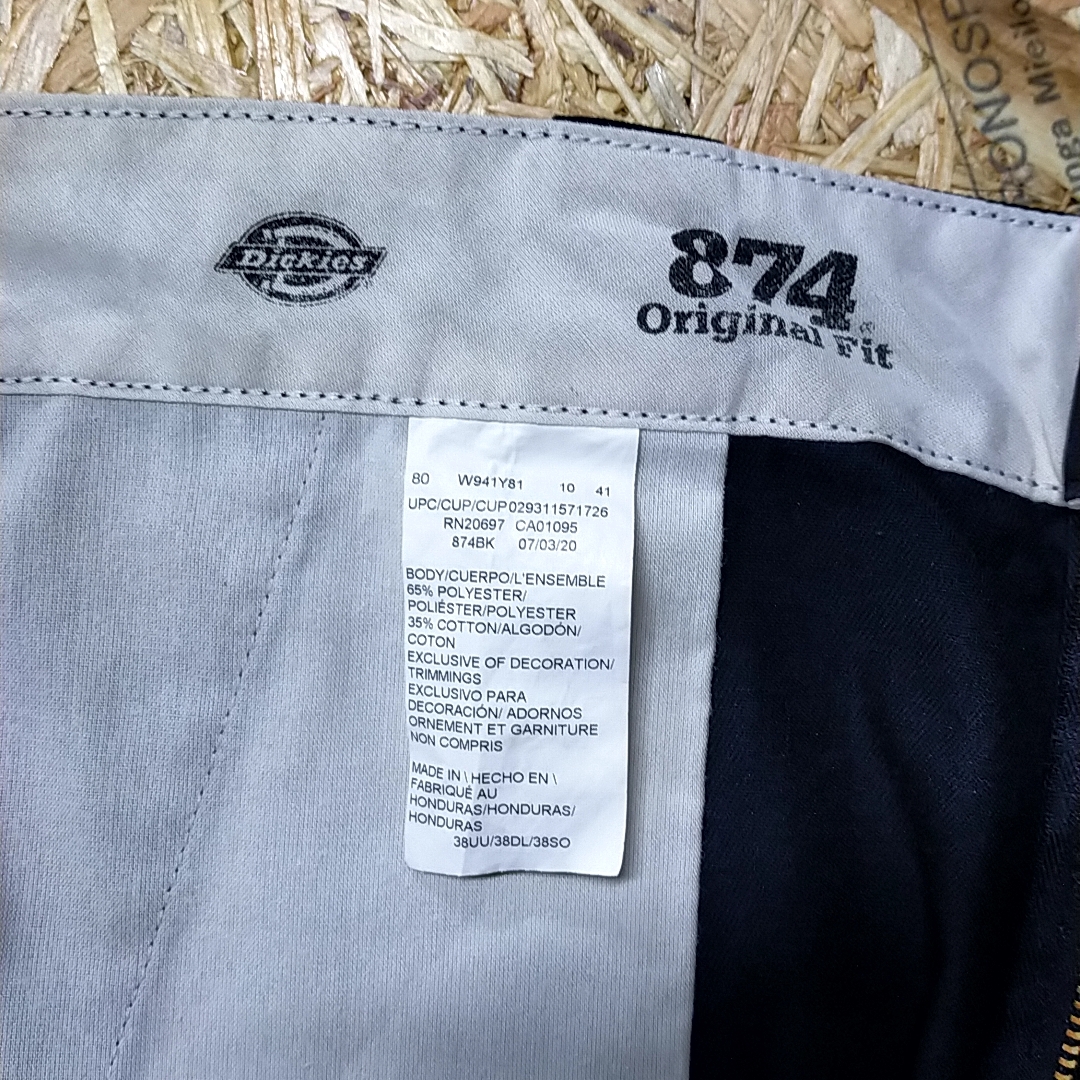 Dickies
874
Original Fit
80 W941Y81 10 41
UPC/CUP/CUP029311571726
RN20697 CA01095
874BK 07/03/20
BODY/CUERPO/L'ENSEMBLE
65% POLYESTER/
POLIÉSTER/POLYESTER
35% COTTON/ALGODÓN/
COTON
EXCLUSIVE OF DECORATION/
TRIMMINGS
EXCLUSIVO PARA
DECORACIÓN/ ADORNOS
ORNEMENT ET GARNITURE
NON COMPRIS
MADE IN \ HECHO EN \
FABRIQUÉ AU
HONDURAS/HONDURAS/
HONDURAS
38UU/38DL/38SO